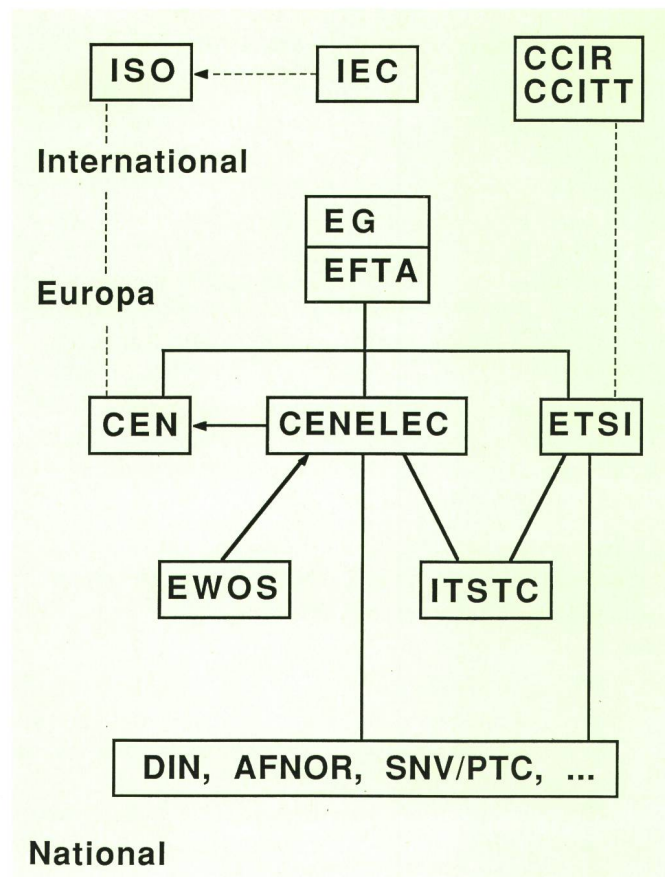 ISO
IEC
CCIR
CCITT
International
EG
EFTA
Europa
CEN
CENELEC
ETSI
EWOS
ITSTC
DIN, AFNOR, SNV/PTC, ...
National